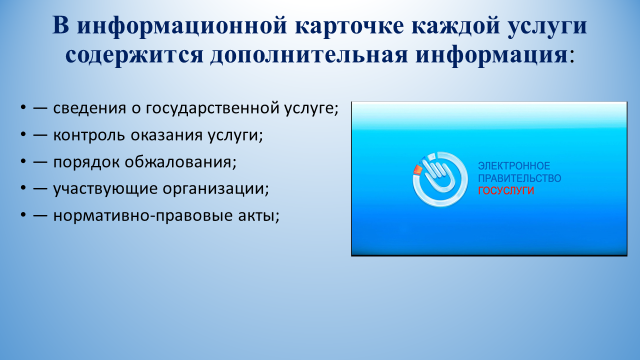 В информационной карточке каждой услуги
содержится дополнительная информация:
• — сведения о государственной услуге;
• — контроль оказания услуги;
• — порядок обжалования;
• — участвующие организации;
• — нормативно-правовые акты;
ЭЛЕКТРОННОЕ
ПРАВИТЕЛЬСТВО
ГОСУСЛУГИ